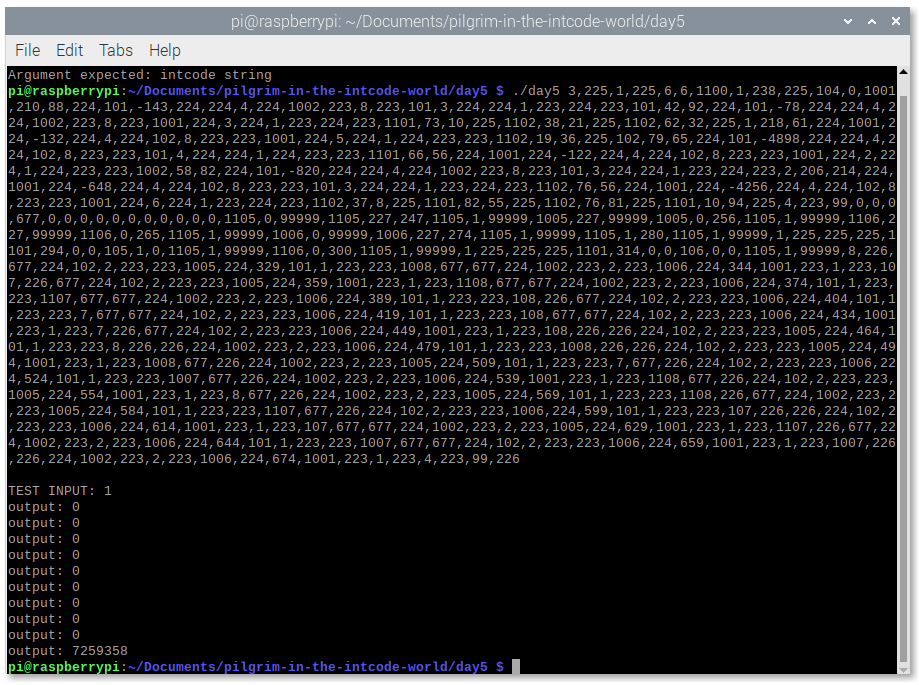 pi@raspberrypi: ~/Documents/pilgrim-in-the-intcode-world/day5
File Edit Tabs Help
Argument expected: intcode string
pi@raspberrypi:~/Documents/pilgrim-in-the-intcode-world/day5 $ ./day5 3,225,1,225,6,6,1100,1,238,225,104,0,1001
,210,88,224,101,-143,224,224,4,224,1002,223,8,223,101,3,224,224,1,223,224,223,101,42,92,224,101,-78,224,224,4,2
24,1002,223,8,223,1001,224,3,224,1,223,224,223,1101,73,10,225,1102,38,21,225,1102,62,32,225,1,218,61,224,1001,2
24,-132,224,4,224,102,8,223,223,1001,224,5,224,1,224,223,223,1102,19,36,225,102,79,65,224,101,-4898,224,224,4,2
24,102,8,223,223,101,4,224,224,1,224,223,223,1101,66,56,224,1001,224,-122,224,4,224,102,8,223,223,1001,224,2,22
4,1,224,223,223,1002,58,82,224,101,-820,224,224,4,224,1002,223,8,223,101,3,224,224,1,223,224,223,2,206,214,224,
1001,224,-648,224,4,224,102,8,223,223,101,3,224,224,1,223,224,223,1102,76,56,224,1001,224,-4256,224,4,224,102,8
,223,223,1001,224,6,224,1,223,224,223,1102,37,8,225,1101,82,55,225,1102,76,81,225,1101,10,94,225,4,223,99,0,0,0
,677,0,0,0,0,0,0,0,0,0,0,0,1105,0,99999,1105,227,247,1105,1,99999,1005,227,99999,1005,0,256,1105,1,99999,1106,2
27,99999,1106,0,265,1105,1,99999,1006,0,99999,1006,227,274,1105,1,99999,1105,1,280,1105,1,99999,1,225,225,225,1
101,294,0,0,105,1,0,1105,1,99999,1106,0,300,1105,1,99999,1,225,225,225,1101,314,0,0,106,0,0,1105,1,99999,8,226,
677,224,102,2,223,223,1005,224,329,101,1,223,223,1008,677,677,224,1002,223,2,223,1006,224,344,1001,223,1,223,10
7,226,677,224,102,2,223,223,1005,224,359,1001,223,1,223,1108,677,677,224,1002,223,2,223,1006,224,374,101,1,223,
223,1107,677,677,224,1002,223,2,223,1006,224,389,101,1,223,223,108,226,677,224,102,2,223,223,1006,224,404,101,1
,223,223,7,677,677,224,102,2,223,223,1006,224,419,101,1,223,223,108,677,677,224,102,2,223,223,1006,224,434,1001
,223,1,223,7,226,677,224,102,2,223,223,1006,224,449,1001,223,1,223,108,226,226,224,102,2,223,223,1005,224,464,1
01,1,223,223,8,226,226,224,1002,223,2,223,1006,224,479,101,1,223,223,1008,226,226,224,102,2,223,223,1005,224,49
4,1001,223,1,223,1008,677,226,224,1002,223,2,223,1005,224,509,101,1,223,223,7,677,226,224,102,2,223,223,1006,22
4,524,101,1,223,223,1007,677,226,224,1002,223,2,223,1006,224,539,1001,223,1,223,1108,677,226,224,102,2,223,223,
1005,224,554,1001,223,1,223,8,677,226,224,1002,223,2,223,1005,224,569,101,1,223,223,1108,226,677,224,1002,223,2
,223,1005,224,584,101,1,223,223,1107,677,226,224,102,2,223,223,1006,224,599,101,1,223,223,107,226,226,224,102,2
,223,223,1006,224,614,1001,223,1,223,107,677,677,224,1002,223,2,223,1005,224,629,1001,223,1,223,1107,226,677,22
4,1002,223,2,223,1006,224,644,101,1,223,223,1007,677,677,224,102,2,223,223,1006,224,659,1001,223,1,223,1007,226
,226,224,1002,223,2,223,1006,224,674,1001,223,1,223,4,223,99,226
TEST INPUT: 1
output: 0
output: 0
output: 0
output: 0
output: 0
output: 0
output: 0
output: 0
output: 0
output: 7259358
pi@raspberrypi:~/Documents/pilgrim-in-the-intcode-world/day5 $